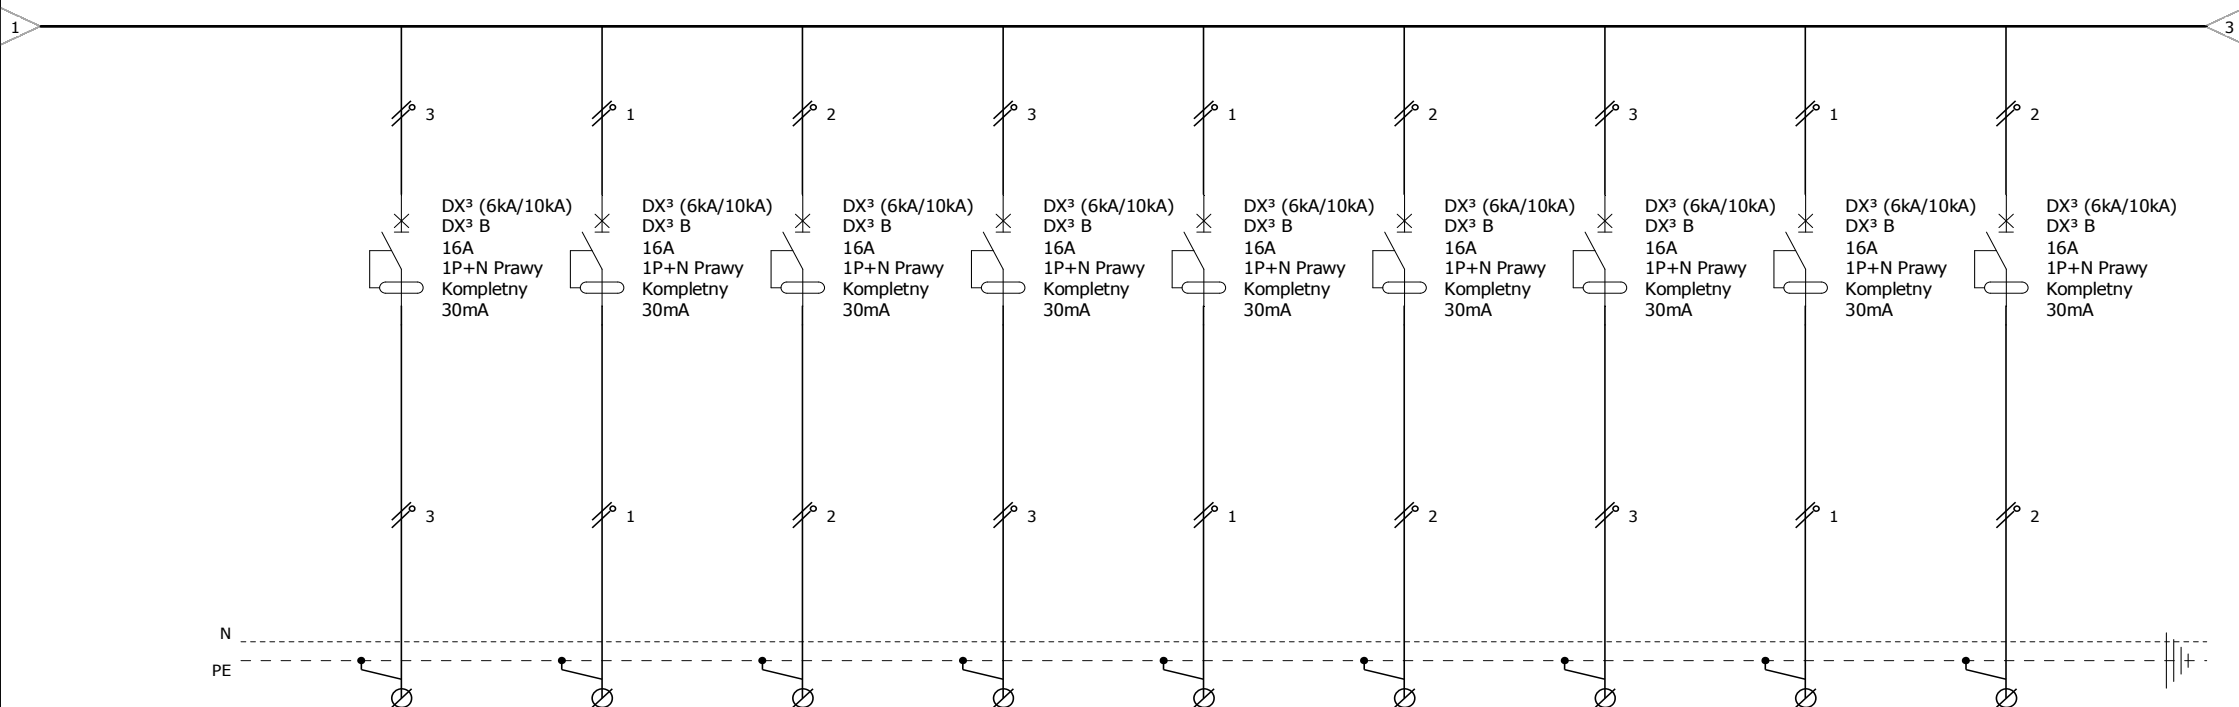 1
3
3
1
2
3
1
2
3
1
2
DX³ (6kA/10kA)
DX³ B
16A
1P+N Prawy
Kompletny
30mA
DX³ (6kA/10kA)
DX³ B
16A
1P+N Prawy
Kompletny
30mA
DX³ (6kA/10kA)
DX³ B
16A
1P+N Prawy
Kompletny
30mA
DX³ (6kA/10kA)
DX³ B
16A
1P+N Prawy
Kompletny
30mA
DX³ (6kA/10kA)
DX³ B
16A
1P+N Prawy
Kompletny
30mA
DX³ (6kA/10kA)
DX³ B
16A
1P+N Prawy
Kompletny
30mA
DX³ (6kA/10kA)
DX³ B
16A
1P+N Prawy
Kompletny
30mA
DX³ (6kA/10kA)
DX³ B
16A
1P+N Prawy
Kompletny
30mA
DX³ (6kA/10kA)
DX³ B
16A
1P+N Prawy
Kompletny
30mA
3
1
2
3
1
2
3
1
2
N
PE